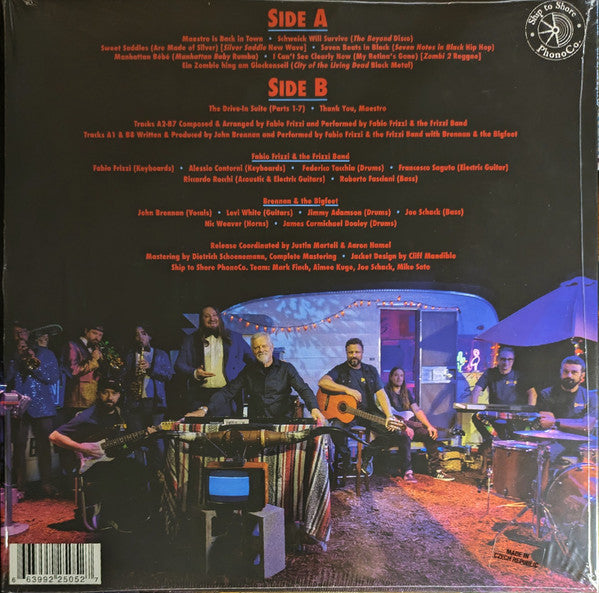 SIDE A
Maestro Is Back in Town • Schweick Will Survive (The Beyond Disco)
Sweet Saddles (Are Made of Silver) [Silver Saddle New Wave] • Seven Beats in Black (Seven Notes in Black Hip Hop)
Manhattan Bébé (Manhattan Baby Rumba) • I Can't See Clearly Now (My Retina's Gone) [Zombi 2 Reggae]
Ein Zombie hing am Glockenseil (City of the Living Dead Black Metal)
SIDE B
The Drive-In Suite (Parts 1-7) • Thank You, Maestro
Tracks A2-B7 Composed & Arranged by Fabio Frizzi and Performed by Fabio Frizzi & the Frizzi Band
Tracks A1 & B8 Written & Produced by John Brennan and Performed by Fabio Frizzi & the Frizzi Band with Brennan & the Bigfoot
Fabio Frizzi & the Frizzi Band
Fabio Frizzi (Keyboards) • Alessio Contorni (Keyboards) • Federico Tacchia (Drums) • Francesco Saguto (Electric Guitar)
Riccardo Rocchi (Acoustic & Electric Guitars) • Roberto Fasciani (Bass)
Brennan & the Bigfoot
John Brennan (Vocals) • Levi White (Guitars) • Jimmy Adamson (Drums) • Joe Schack (Bass)
Nic Weaver (Horns) • James Carmichael Dooley (Drums)
Release Coordinated by Justin Martell & Aaron Hamel
Mastering by Dietrich Schoenemann, Complete Mastering • Jacket Design by Cliff Mandible
Ship to Shore PhonoCo. Team: Mark Finch, Aimee Kuge, Joe Schack, Mike Sato
Ship to Shore
PhonoCo.
MADE IN
CZECH REPUBLIC
6 63992 25052 7